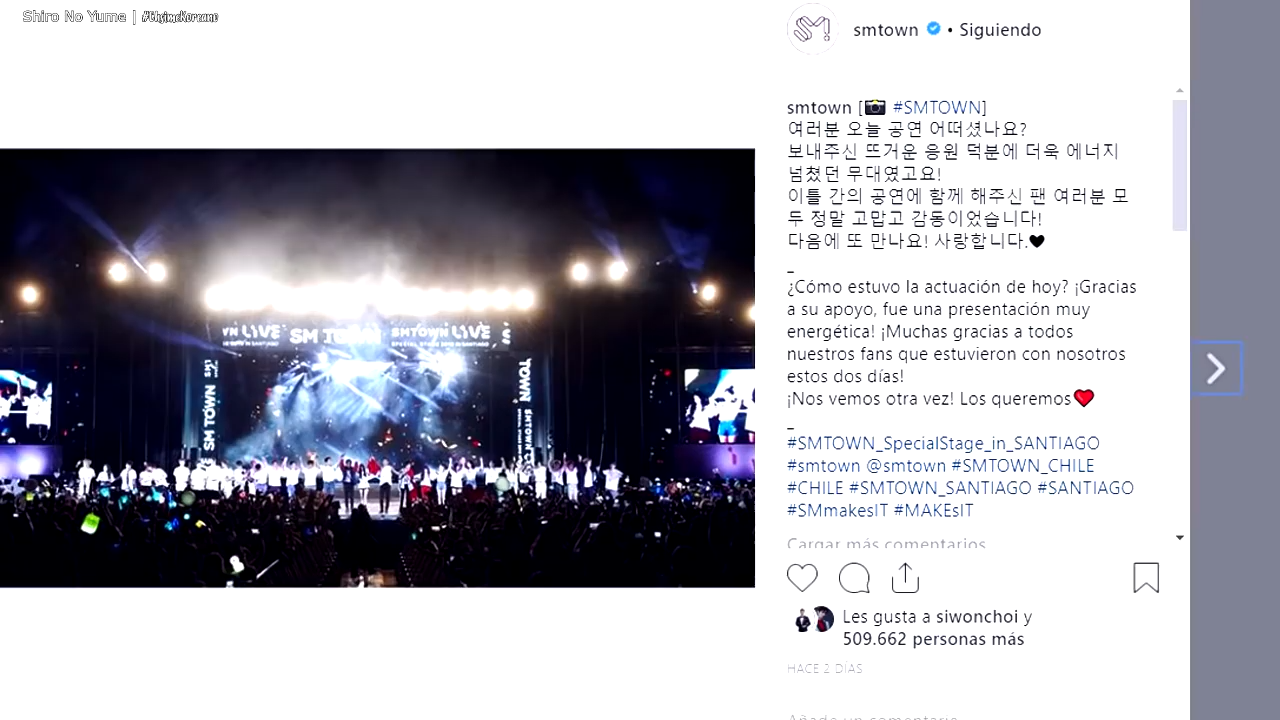 Shiro No Yume |
smtown • Siguiendo
smtown [📷 #SMTOWN]
여러분 오늘 공연 어떠셨나요?
보내주신 뜨거운 응원 덕분에 더욱 에너지
넘쳤던 무대였고요!
이틀 간의 공연에 함께 해주신 팬 여러분 모
두 정말 고맙고 감동이었습니다!
다음에 또 만나요! 사랑합니다.🖤
_
¿Cómo estuvo la actuación de hoy? ¡Gracias
a su apoyo, fue una presentación muy
energética! ¡Muchas gracias a todos
nuestros fans que estuvieron con nosotros
estos dos días!
¡Nos vemos otra vez! Los queremos❤️
_
#SMTOWN_SpecialStage_in_SANTIAGO
#smtown @smtown #SMTOWN_CHILE
#CHILE #SMTOWN_SANTIAGO #SANTIAGO
#SMmakesIT #MAKEsIT
Cargar más comentarios
Les gusta a siwonchoi y
509.662 personas más
HACE 2 DÍAS
Añade un comentario
LIVE
SM TOWN
SMTOWN LIVE
SM TOWN
TOWN